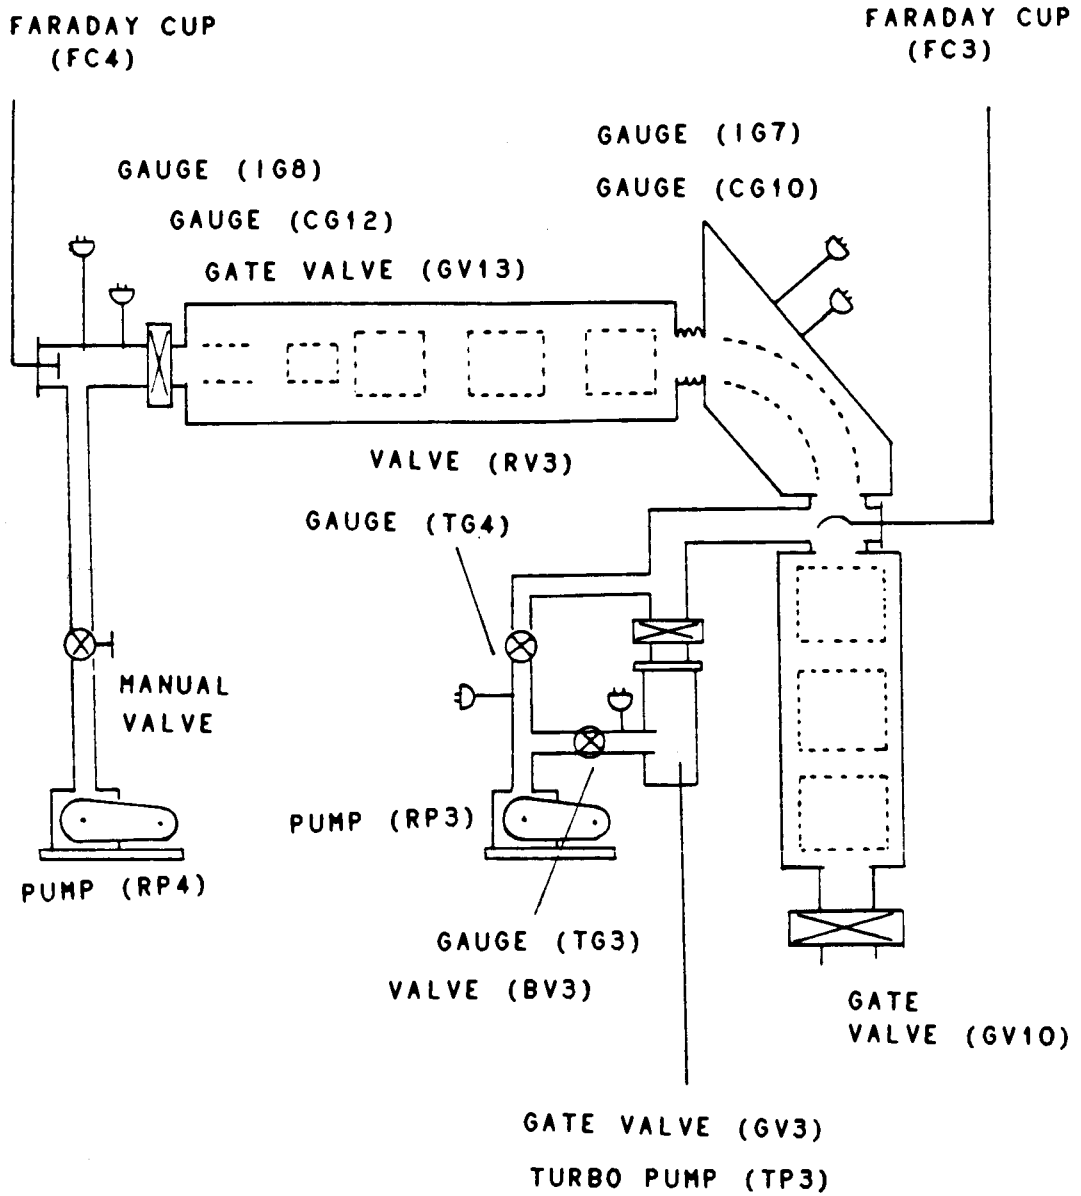 FARADAY CUP
(FC4)
FARADAY CUP
(FC3)
GAUGE (IG7)
GAUGE (CG10)
GAUGE (IG8)
GAUGE (CG12)
GATE VALVE (GV13)
VALVE (RV3)
GAUGE (TG4)
MANUAL
VALVE
PUMP (RP3)
PUMP (RP4)
GAUGE (TG3)
VALVE (BV3)
GATE
VALVE (GV10)
GATE VALVE (GV3)
TURBO PUMP (TP3)